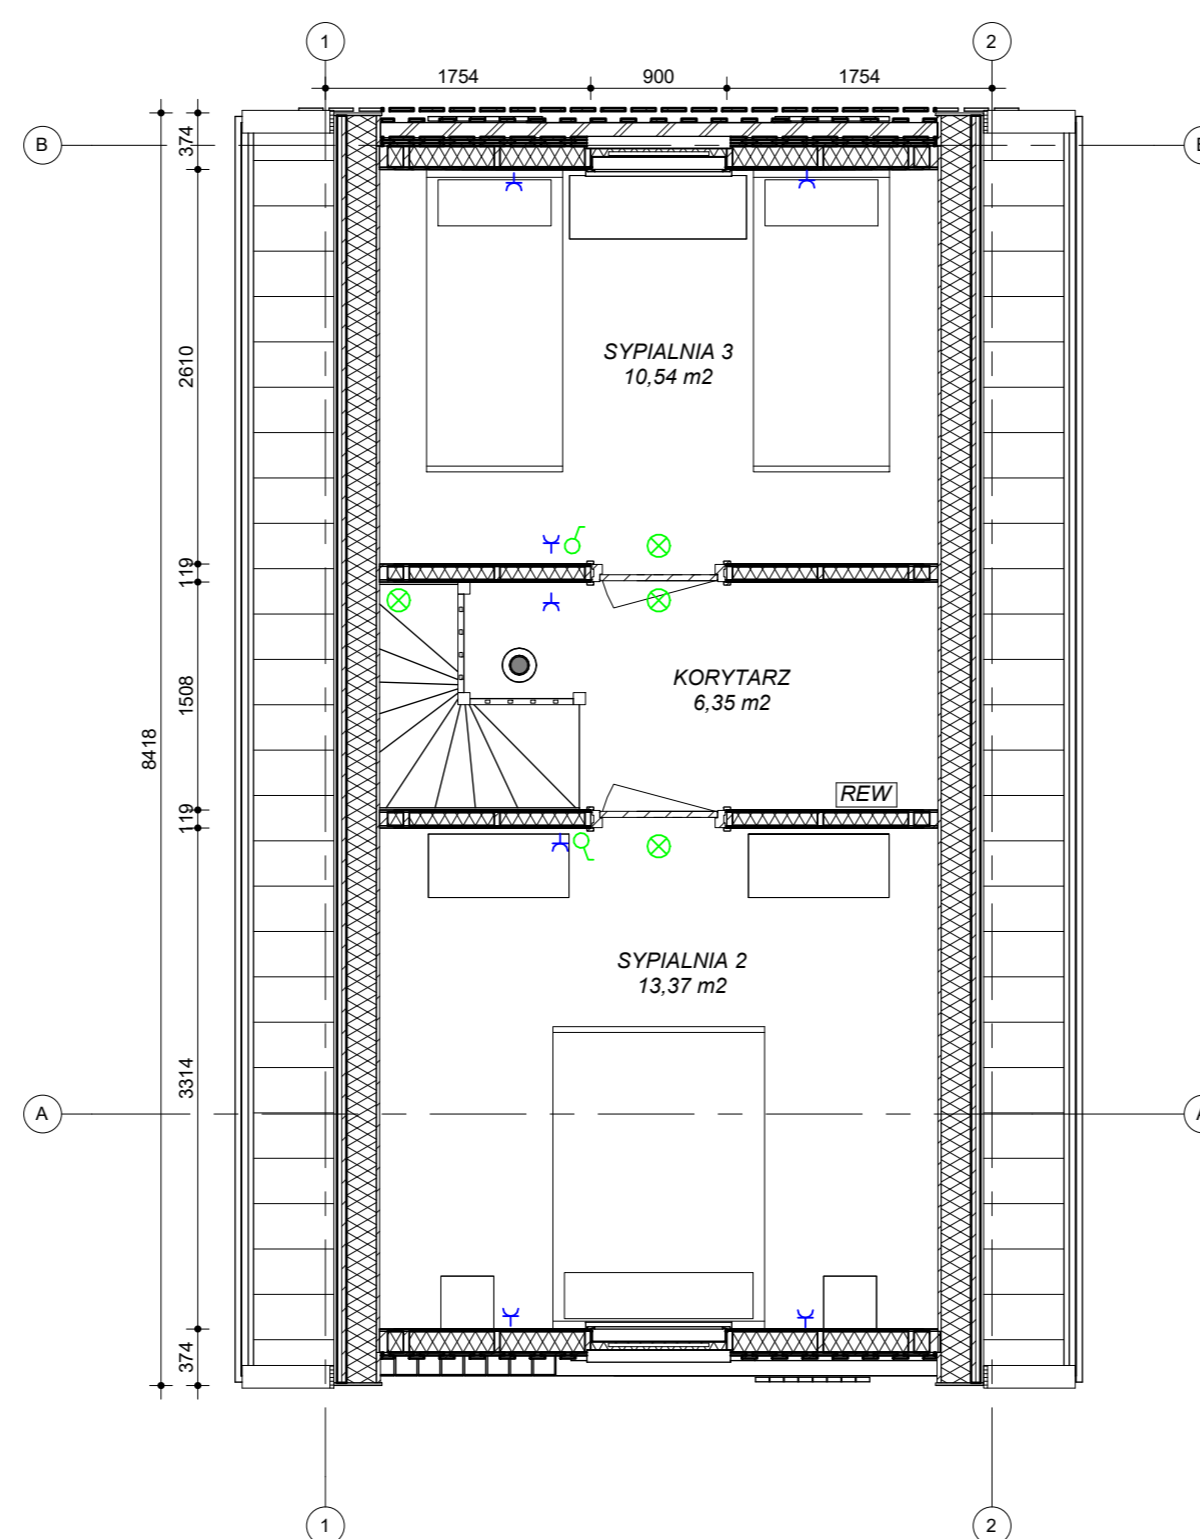 1
2
1754
900
1754
B
374
2610
SYPIALNIA 3
10,54 m2
119
1508
8418
KORYTARZ
6,35 m2
REW
119
SYPIALNIA 2
13,37 m2
3314
A
374
1
2